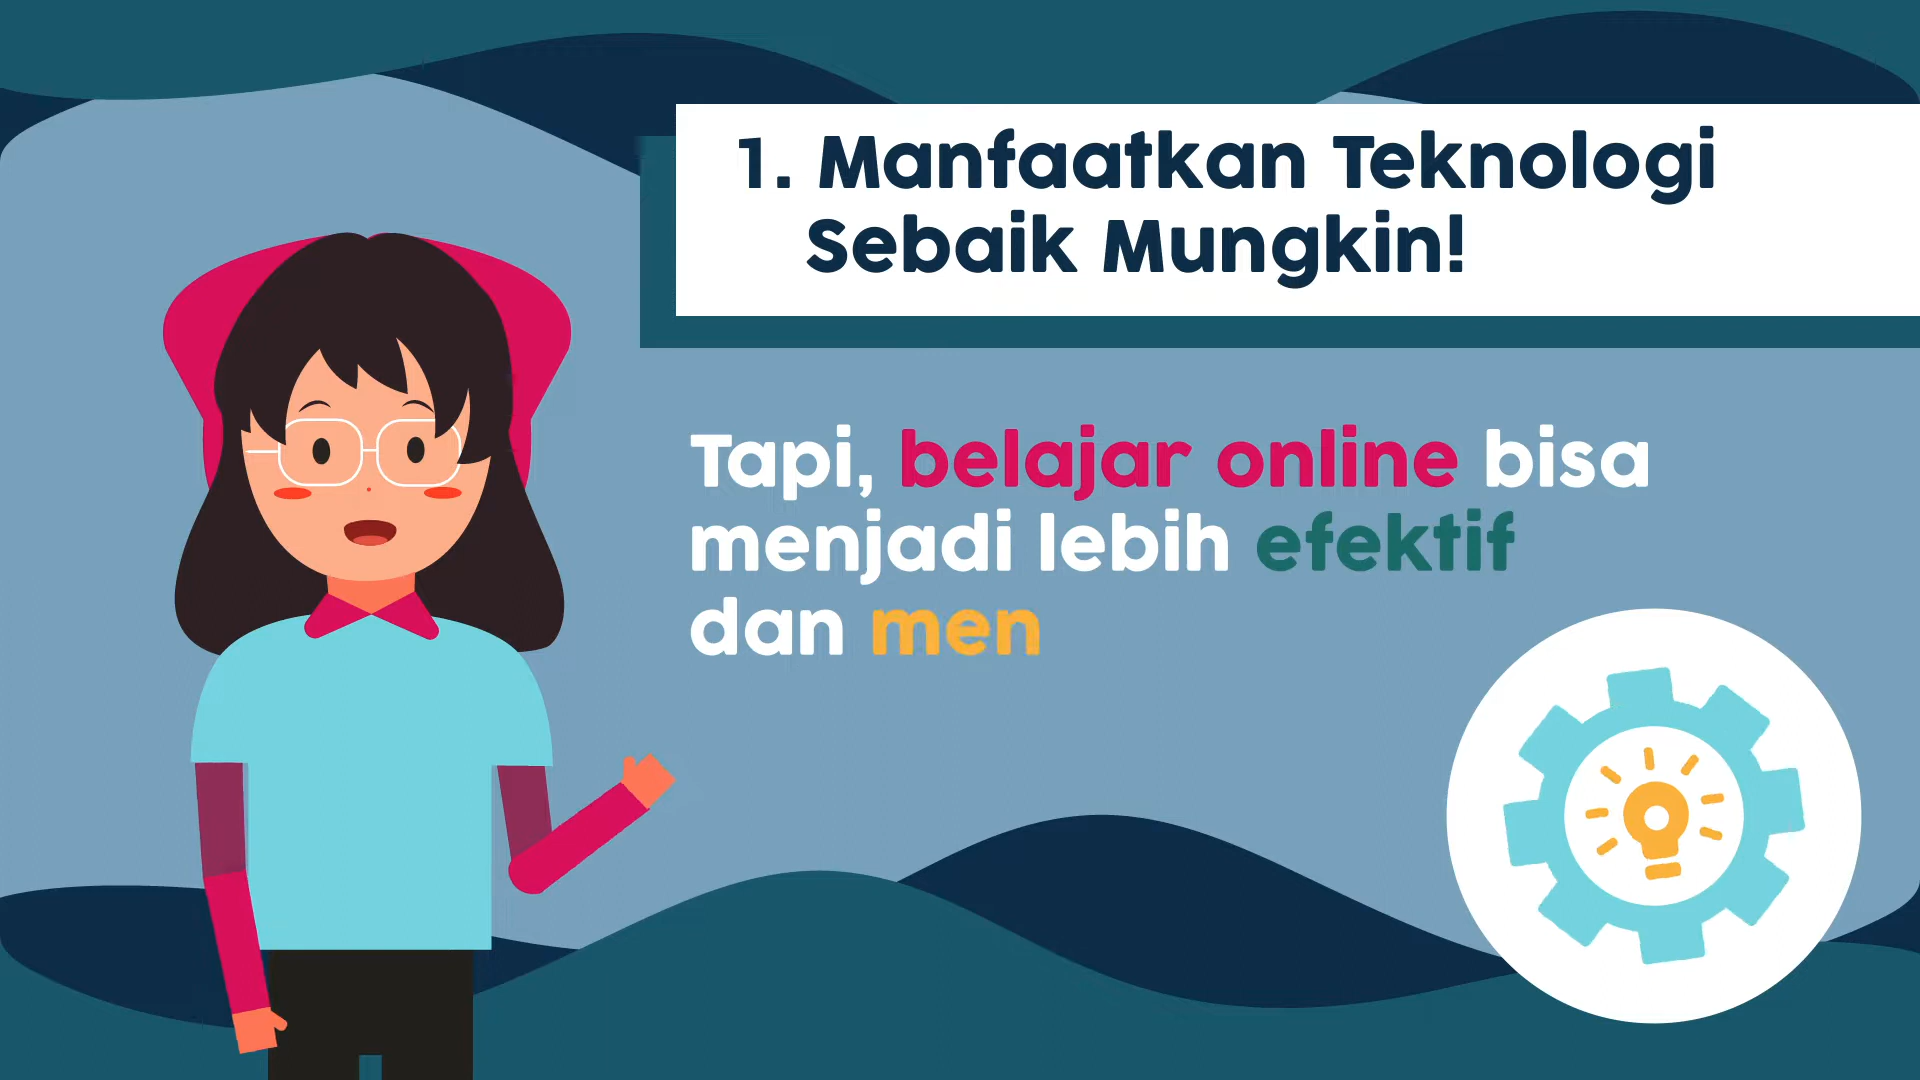 1. Manfaatkan Teknologi
Sebaik Mungkin!
Tapi, belajar online bisa
menjadi lebih efektif
dan men